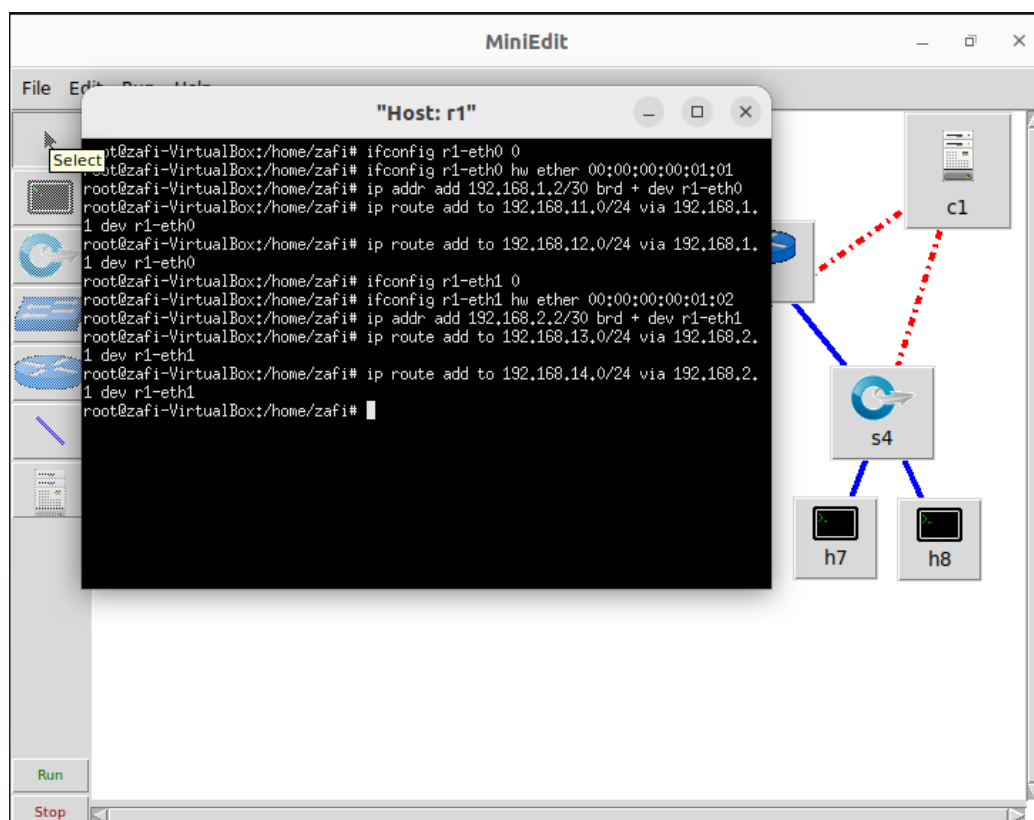 MiniEdit
File Edit Run Help
"Host: r1"
Select
root@zafi-VirtualBox:/home/zafi# ifconfig r1-eth0 0
root@zafi-VirtualBox:/home/zafi# ifconfig r1-eth0 hw ether 00:00:00:00:01:01
root@zafi-VirtualBox:/home/zafi# ip addr add 192.168.1.2/30 brd + dev r1-eth0
root@zafi-VirtualBox:/home/zafi# ip route add to 192.168.11.0/24 via 192.168.1.
1 dev r1-eth0
root@zafi-VirtualBox:/home/zafi# ip route add to 192.168.12.0/24 via 192.168.1.
1 dev r1-eth0
root@zafi-VirtualBox:/home/zafi# ifconfig r1-eth1 0
root@zafi-VirtualBox:/home/zafi# ifconfig r1-eth1 hw ether 00:00:00:00:01:02
root@zafi-VirtualBox:/home/zafi# ip addr add 192.168.2.2/30 brd + dev r1-eth1
root@zafi-VirtualBox:/home/zafi# ip route add to 192.168.13.0/24 via 192.168.2.
1 dev r1-eth1
root@zafi-VirtualBox:/home/zafi# ip route add to 192.168.14.0/24 via 192.168.2.
1 dev r1-eth1
root@zafi-VirtualBox:/home/zafi#
c1
s4
h7
h8
Run
Stop